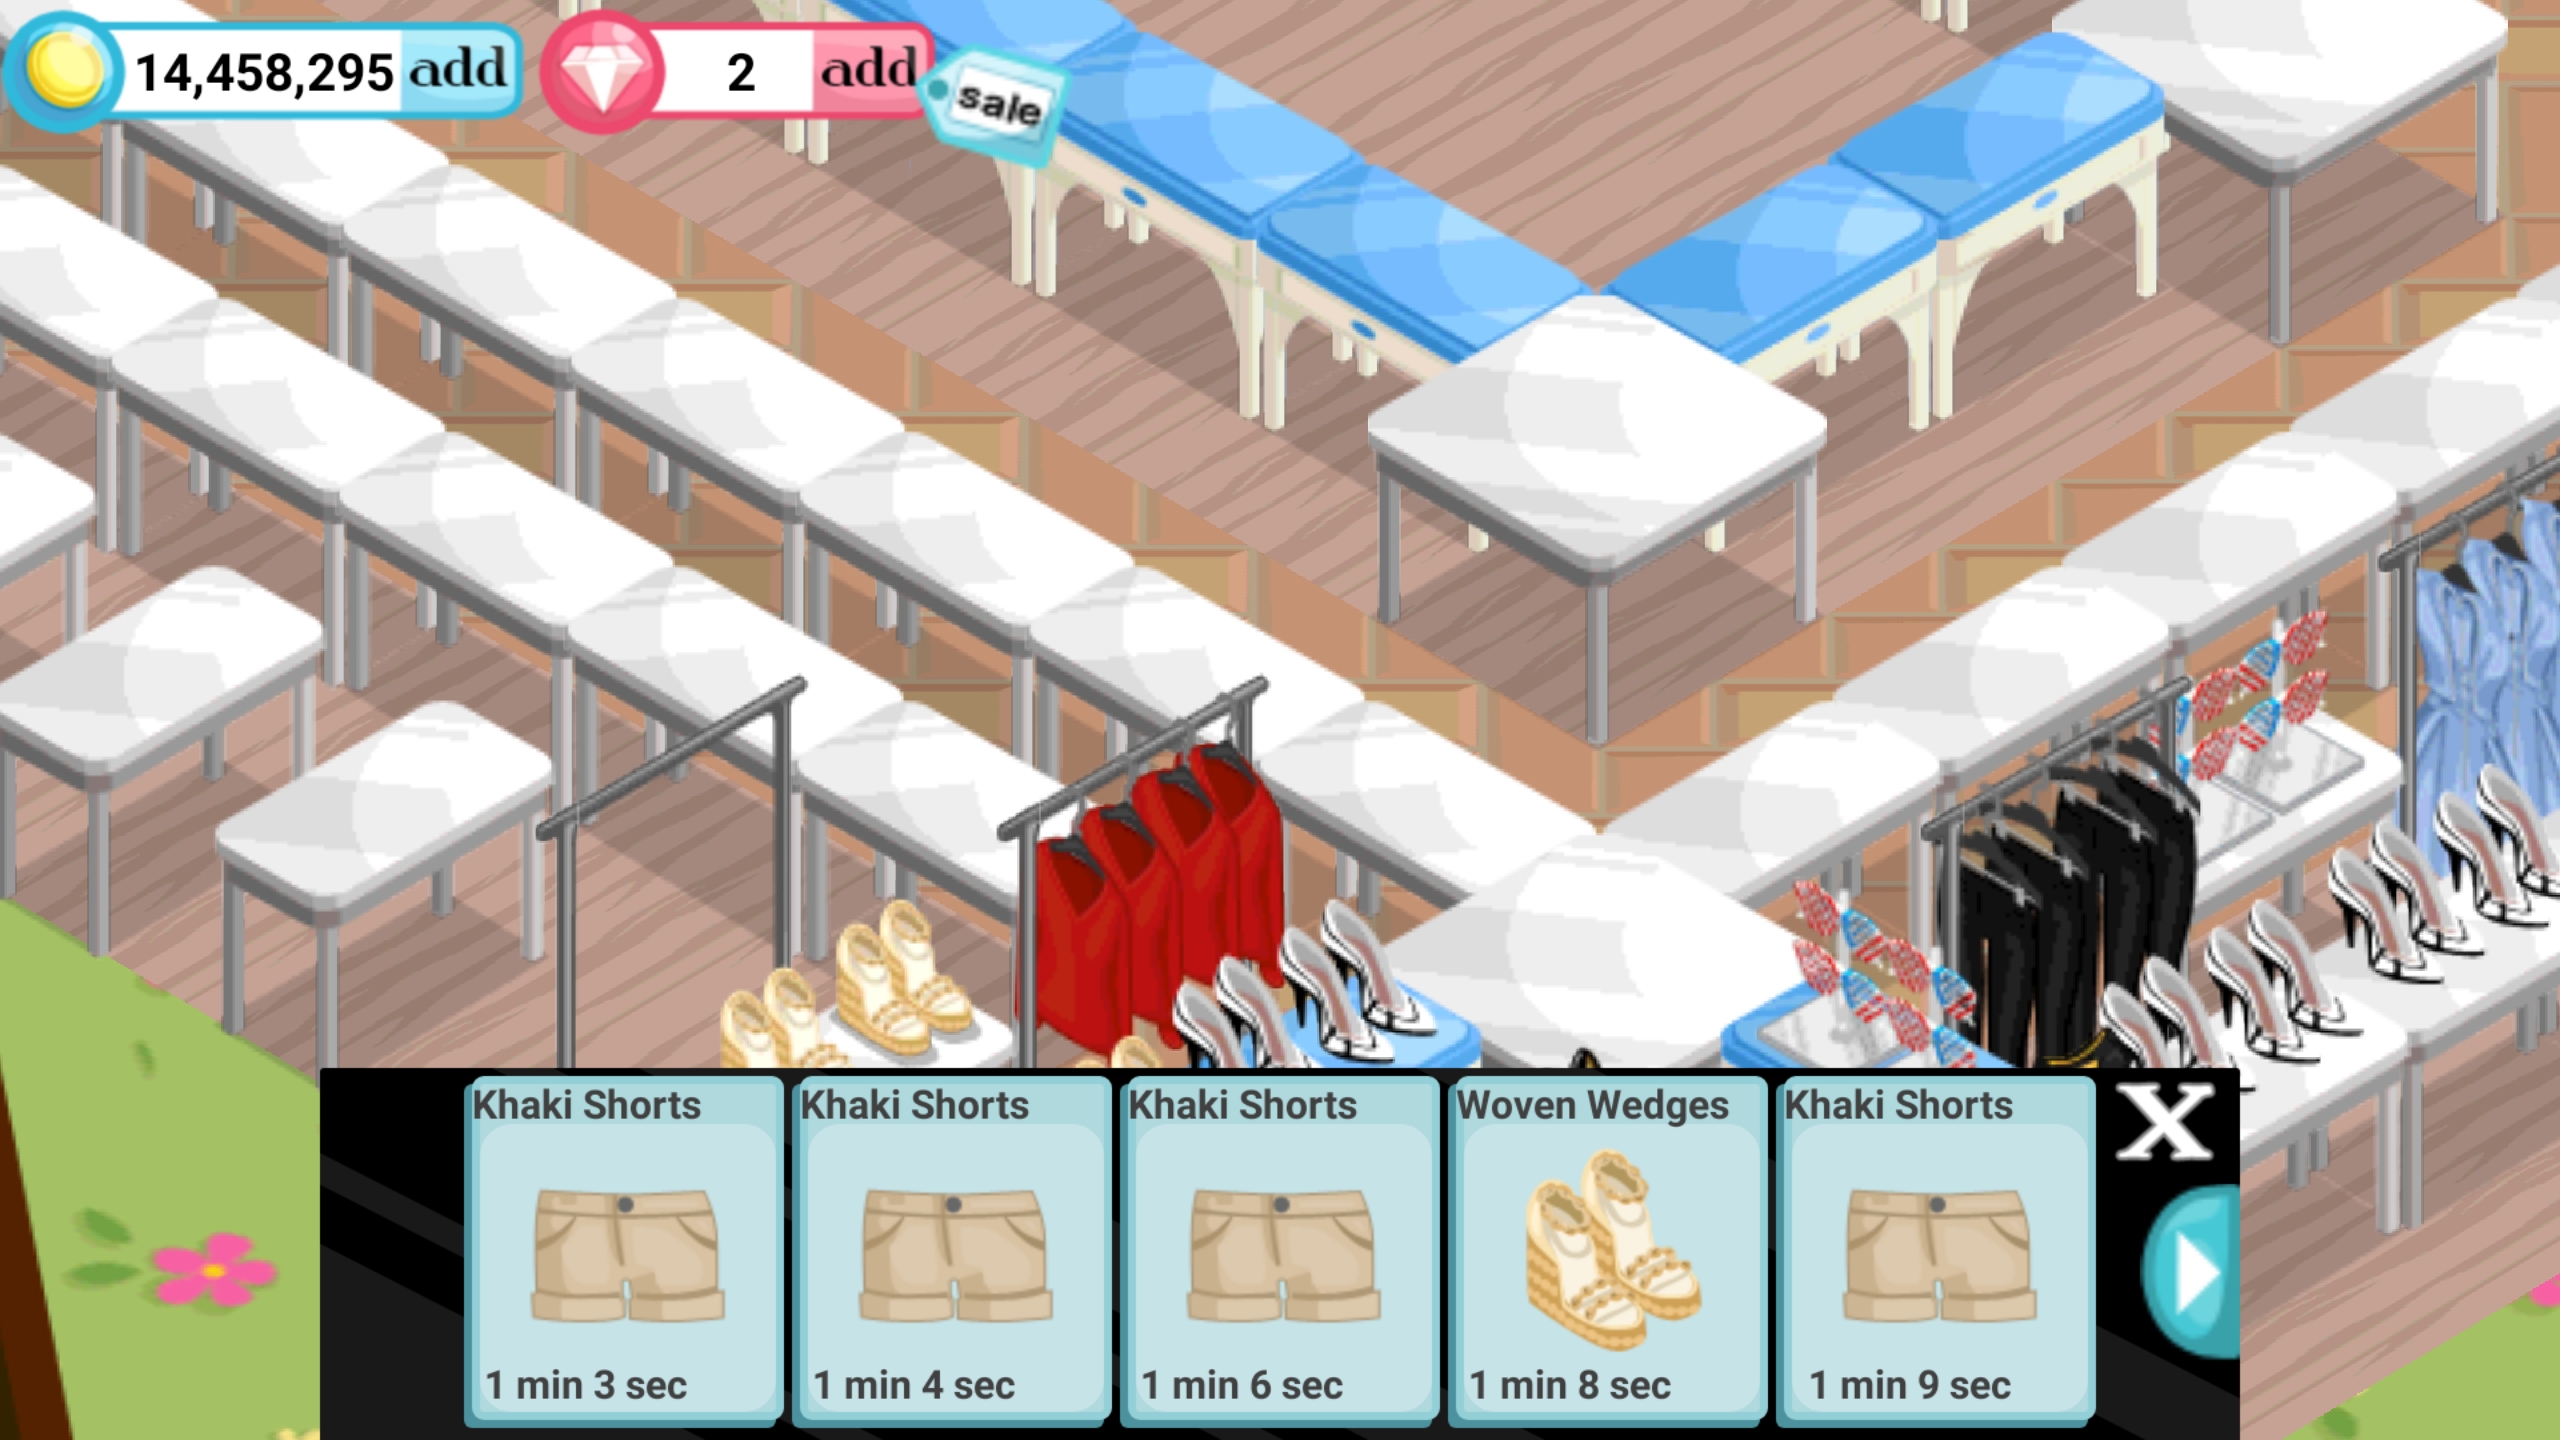 14,458,295 add
2 add
sale
Khaki Shorts
1 min 3 sec
Khaki Shorts
1 min 4 sec
Khaki Shorts
1 min 6 sec
Woven Wedges
1 min 8 sec
Khaki Shorts
1 min 9 sec
X